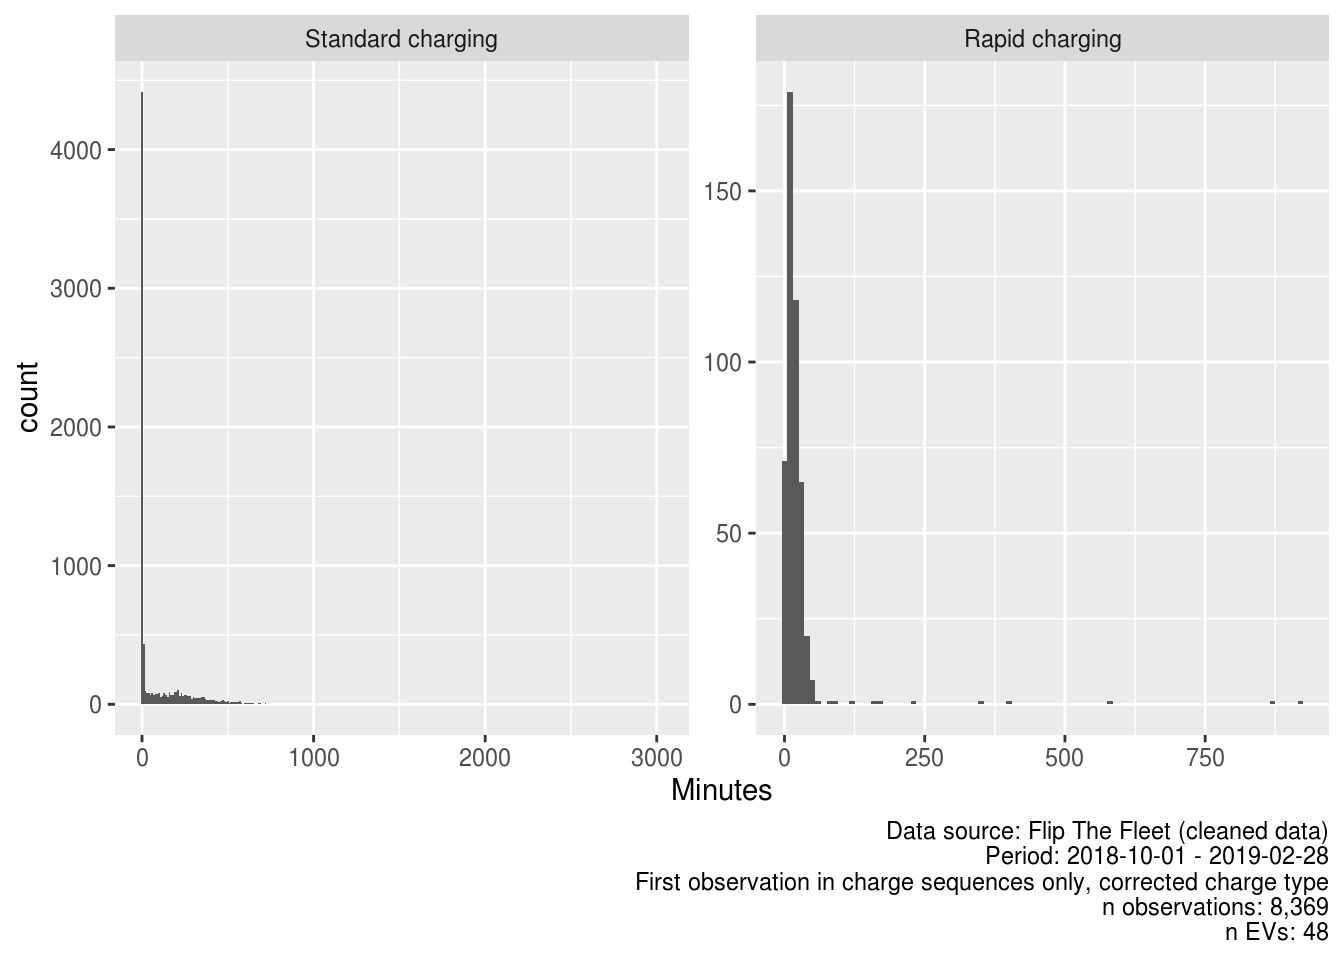 Standard charging
Rapid charging
count
4000
3000
2000
1000
0
150
100
50
0
0 1000 2000 3000
0 250 500 750
Minutes
Data source: Flip The Fleet (cleaned data)
Period: 2018-10-01 - 2019-02-28
First observation in charge sequences only, corrected charge type
n observations: 8,369
n EVs: 48